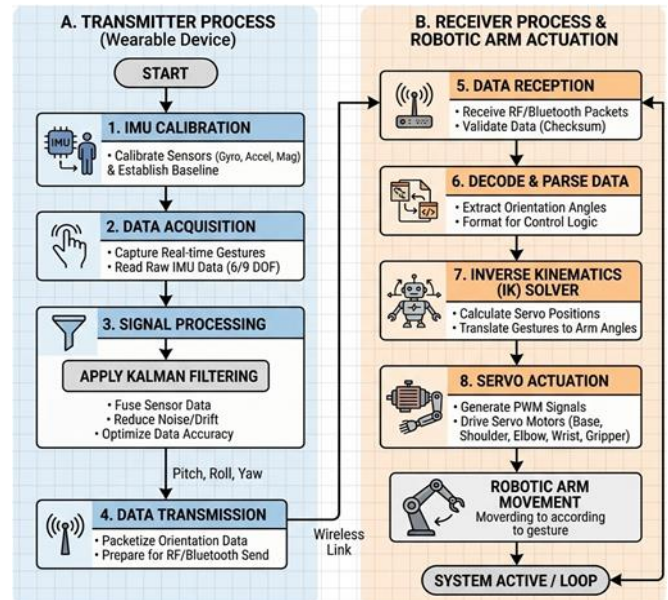 A. TRANSMITTER PROCESS
(Wearable Device)
START
IMU
1. IMU CALIBRATION
• Calibrate Sensors (Gyro, Accel, Mag)
& Establish Baseline
2. DATA ACQUISITION
• Capture Real-time Gestures
• Read Raw IMU Data (6/9 DOF)
3. SIGNAL PROCESSING
APPLY KALMAN FILTERING
• Fuse Sensor Data
• Reduce Noise/Drift
• Optimize Data Accuracy
Pitch, Roll, Yaw
4. DATA TRANSMISSION
• Packetize Orientation Data
• Prepare for RF/Bluetooth Send
Wireless
Link
B. RECEIVER PROCESS &
ROBOTIC ARM ACTUATION
5. DATA RECEPTION
• Receive RF/Bluetooth Packets
• Validate Data (Checksum)
6. DECODE & PARSE DATA
• Extract Orientation Angles
• Format for Control Logic
7. INVERSE KINEMATICS
(IK) SOLVER
• Calculate Servo Positions
• Translate Gestures to Arm Angles
8. SERVO ACTUATION
• Generate PWM Signals
• Drive Servo Motors (Base,
Shoulder, Elbow, Wrist, Gripper)
ROBOTIC ARM
MOVEMENT
Moverding to according
to gesture
SYSTEM ACTIVE / LOOP